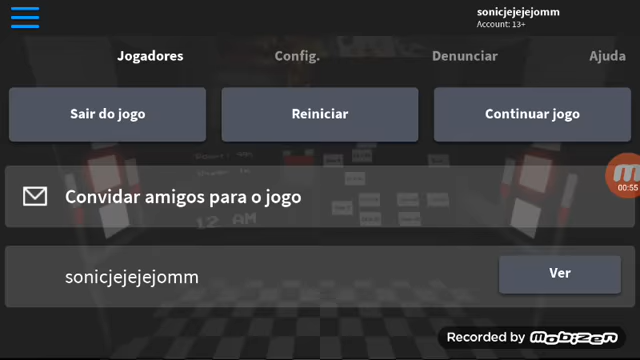 sonicjejejejomm
Account: 13+
Jogadores
Config.
Denunciar
Ajuda
Sair do jogo
Reiniciar
Continuar jogo
00:55
Convidar amigos para o jogo
12 AM
sonicjejejejomm
Ver
Recorded by MOBIZEN